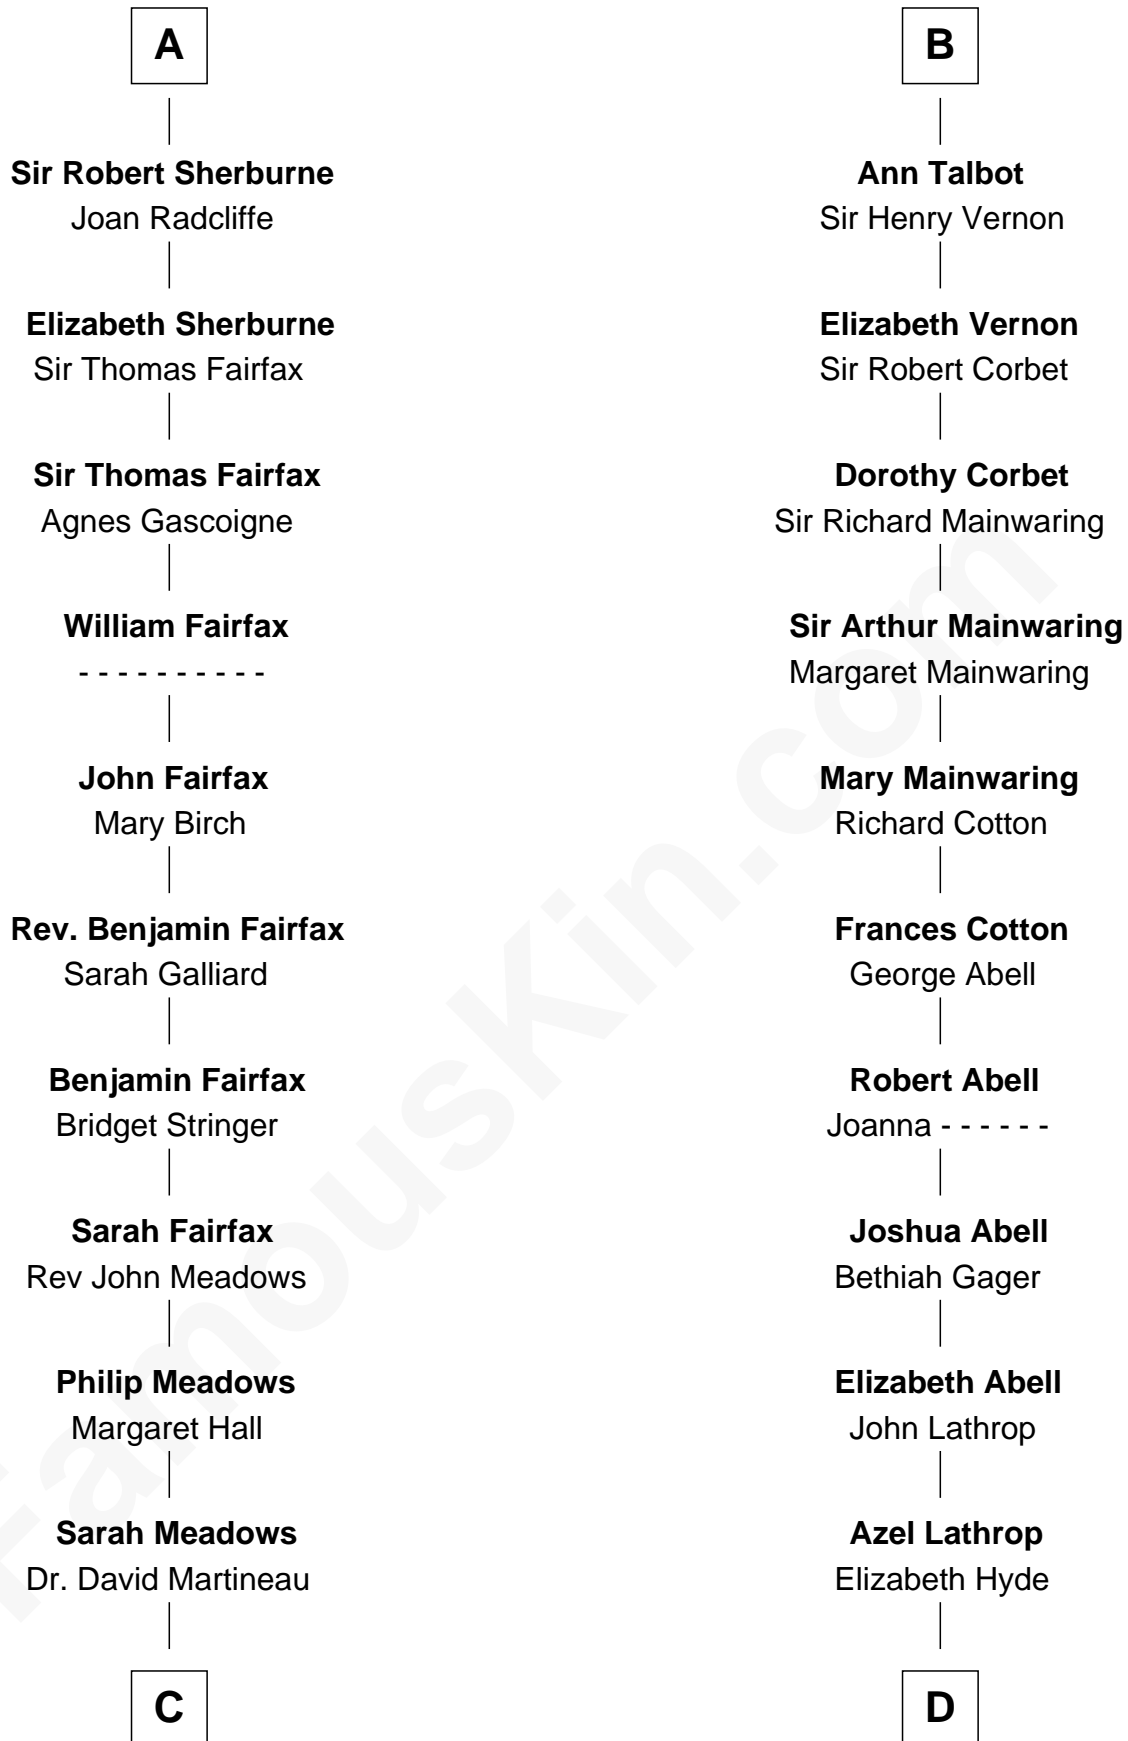 A
Sir Robert Sherburne
Joan Radcliffe
Elizabeth Sherburne
Sir Thomas Fairfax
Sir Thomas Fairfax
Agnes Gascoigne
William Fairfax
- - - - - - - - - -
John Fairfax
Mary Birch
Rev. Benjamin Fairfax
Sarah Galliard
Benjamin Fairfax
Bridget Stringer
Sarah Fairfax
Rev John Meadows
Philip Meadows
Margaret Hall
Sarah Meadows
Dr. David Martineau
C
B
Ann Talbot
Sir Henry Vernon
Elizabeth Vernon
Sir Robert Corbet
Dorothy Corbet
Sir Richard Mainwaring
Sir Arthur Mainwaring
Margaret Mainwaring
Mary Mainwaring
Richard Cotton
Frances Cotton
George Abell
Robert Abell
Joanna - - - - - -
Joshua Abell
Bethiah Gager
Elizabeth Abell
John Lathrop
Azel Lathrop
Elizabeth Hyde
D
FamousKin.com